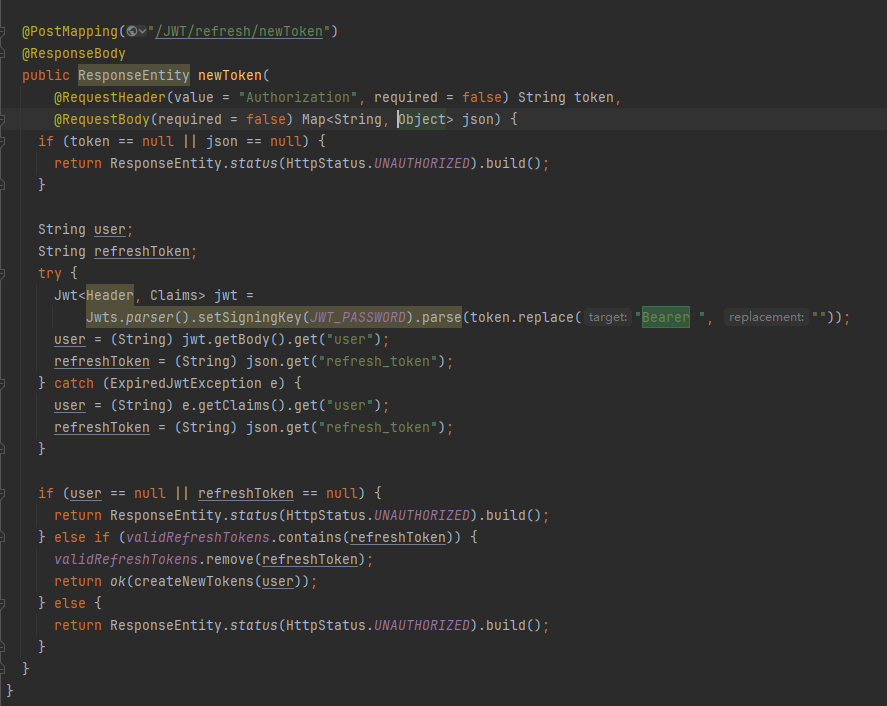 @PostMapping("/JWT/refresh/newToken")
@ResponseBody
public ResponseEntity newToken(
@RequestHeader(value = "Authorization", required = false) String token,
@RequestBody(required = false) Map<String, Object> json) {
if (token == null || json == null) {
return ResponseEntity.status(HttpStatus.UNAUTHORIZED).build();
}
String user;
String refreshToken;
try {
Jwt<Header, Claims> jwt =
Jwts.parser().setSigningKey(JWT_PASSWORD).parse(token.replace( target: "Bearer ", replacement: ""));
user = (String) jwt.getBody().get("user");
refreshToken = (String) json.get("refresh_token");
} catch (ExpiredJwtException e) {
user = (String) e.getClaims().get("user");
refreshToken = (String) json.get("refresh_token");
}
if (user == null || refreshToken == null) {
return ResponseEntity.status(HttpStatus.UNAUTHORIZED).build();
} else if (validRefreshTokens.contains(refreshToken)) {
validRefreshTokens.remove(refreshToken);
return ok(createNewTokens(user));
} else {
return ResponseEntity.status(HttpStatus.UNAUTHORIZED).build();
}
}
}